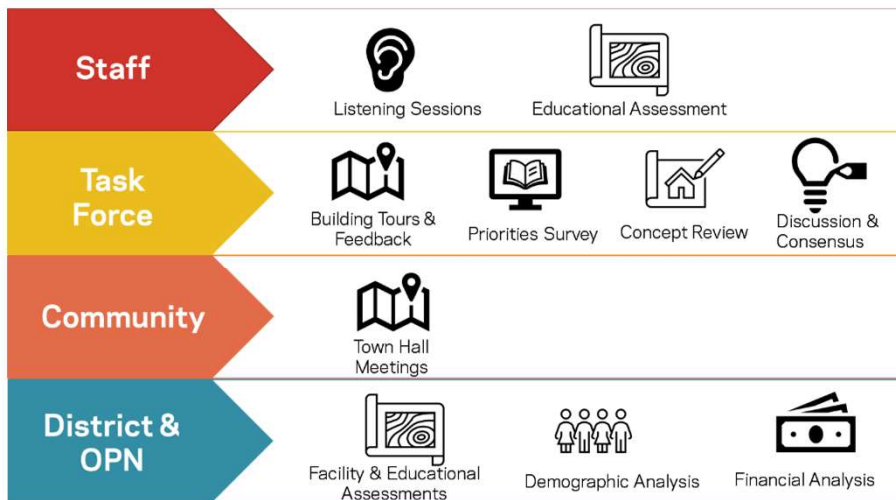 Staff
Listening Sessions
Educational Assessment
Task
Force
Building Tours &
Feedback
Priorities Survey
Concept Review
Discussion &
Consensus
Community
Town Hall
Meetings
District &
OPN
Facility & Educational
Assessments
Demographic Analysis
Financial Analysis